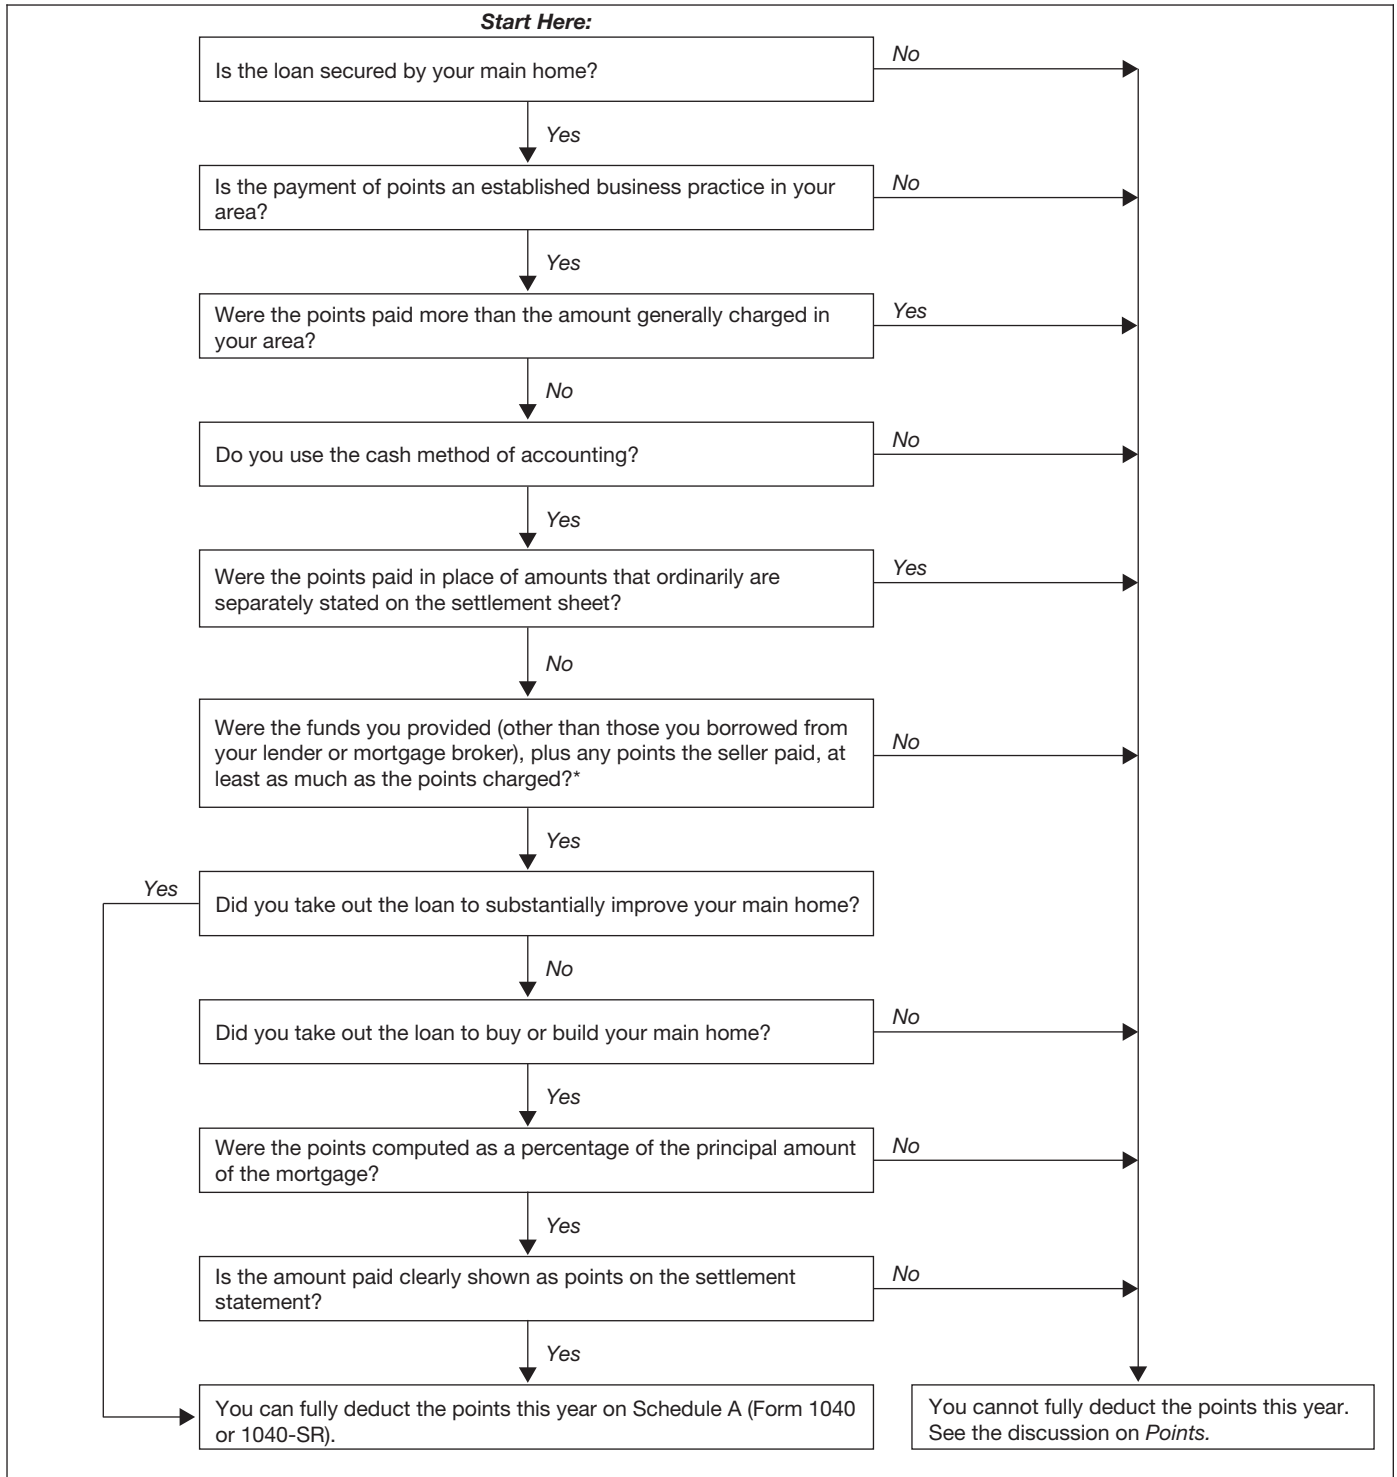 Start Here:
Is the loan secured by your main home?
No
Yes
Is the payment of points an established business practice in your
area?
No
Yes
Were the points paid more than the amount generally charged in
your area?
Yes
No
Do you use the cash method of accounting?
No
Yes
Were the points paid in place of amounts that ordinarily are
separately stated on the settlement sheet?
Yes
No
Were the funds you provided (other than those you borrowed from
your lender or mortgage broker), plus any points the seller paid, at
least as much as the points charged?*
No
Yes
Yes
Did you take out the loan to substantially improve your main home?
No
Did you take out the loan to buy or build your main home?
No
Yes
Were the points computed as a percentage of the principal amount
of the mortgage?
No
Yes
Is the amount paid clearly shown as points on the settlement
statement?
No
Yes
You can fully deduct the points this year on Schedule A (Form 1040
or 1040-SR).
You cannot fully deduct the points this year.
See the discussion on Points.